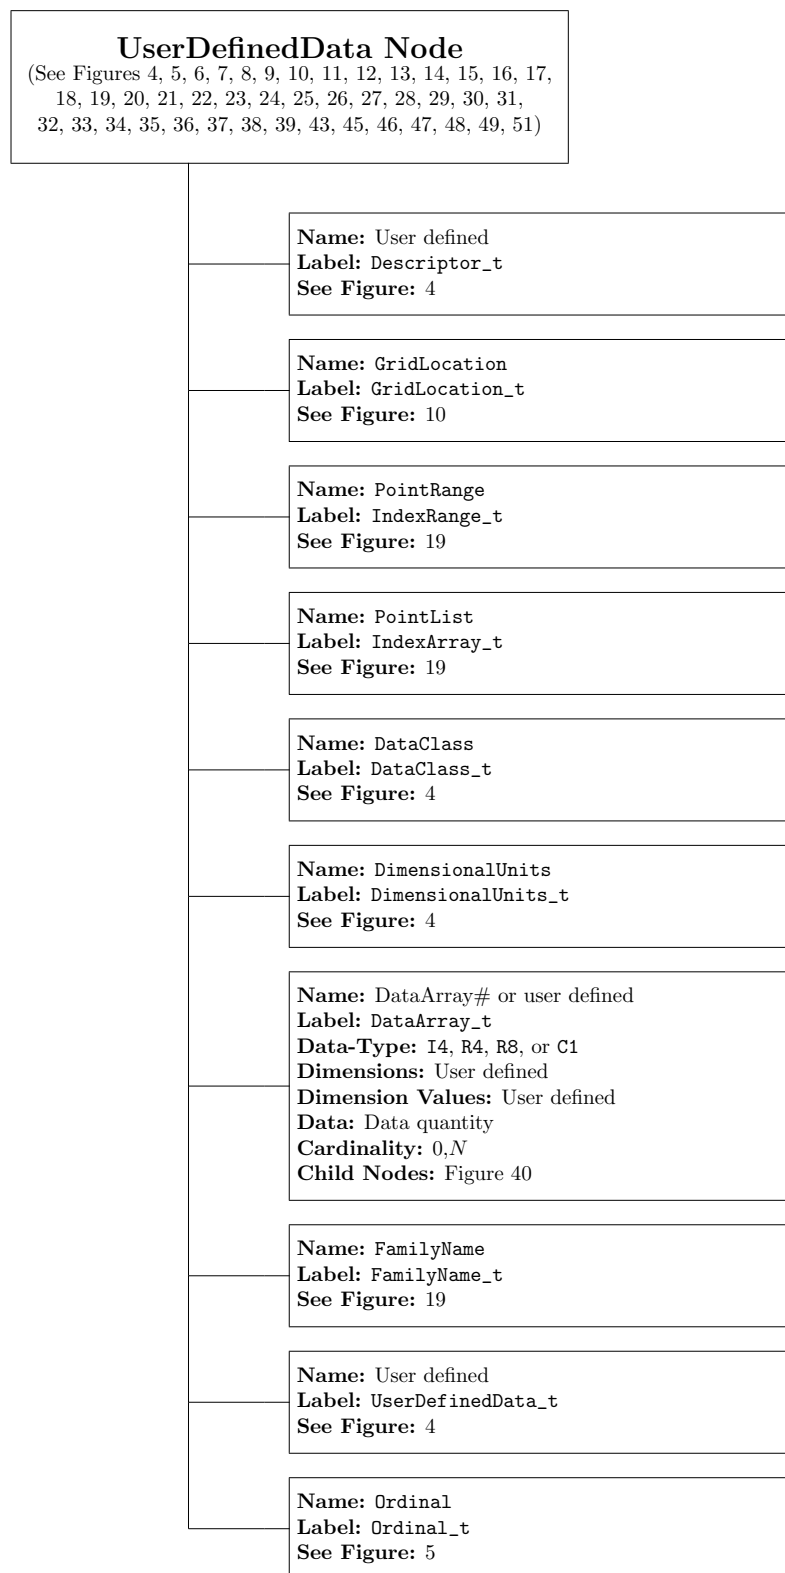 UserDefinedData Node
(See Figures 4, 5, 6, 7, 8, 9, 10, 11, 12, 13, 14, 15, 16, 17,
18, 19, 20, 21, 22, 23, 24, 25, 26, 27, 28, 29, 30, 31,
32, 33, 34, 35, 36, 37, 38, 39, 43, 45, 46, 47, 48, 49, 51)
Name: User defined
Label: Descriptor_t
See Figure: 4
Name: GridLocation
Label: GridLocation_t
See Figure: 10
Name: PointRange
Label: IndexRange_t
See Figure: 19
Name: PointList
Label: IndexArray_t
See Figure: 19
Name: DataClass
Label: DataClass_t
See Figure: 4
Name: DimensionalUnits
Label: DimensionalUnits_t
See Figure: 4
Name: DataArray# or user defined
Label: DataArray_t
Data-Type: I4, R4, R8, or C1
Dimensions: User defined
Dimension Values: User defined
Data: Data quantity
Cardinality: 0,N
Child Nodes: Figure 40
Name: FamilyName
Label: FamilyName_t
See Figure: 19
Name: User defined
Label: UserDefinedData_t
See Figure: 4
Name: Ordinal
Label: Ordinal_t
See Figure: 5